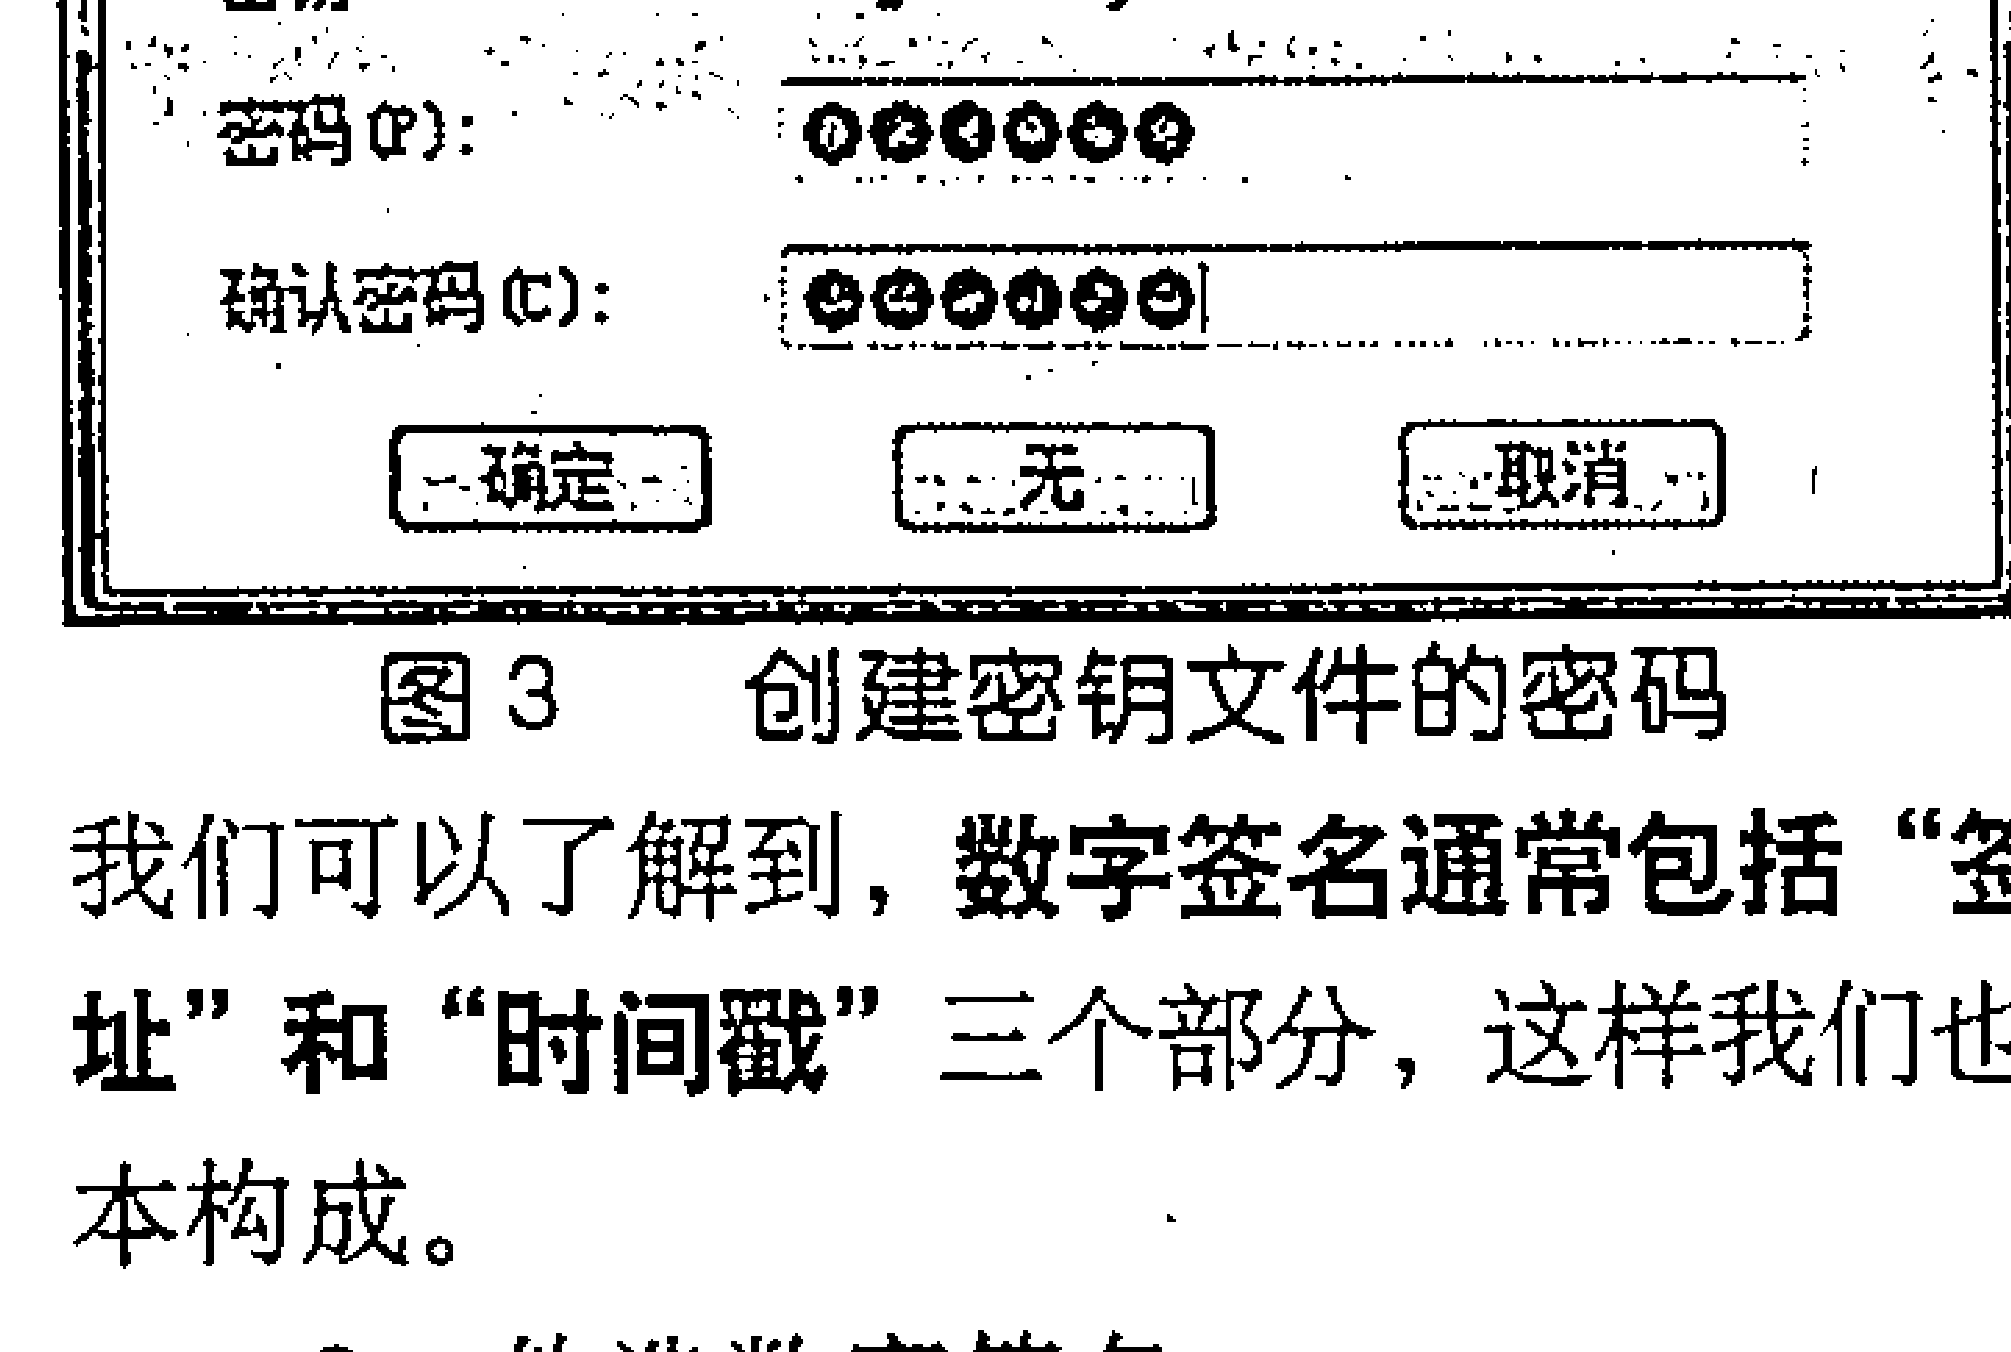 密码(P):
确认密码(C):
确定 无 取消
图3 创建密钥文件的密码
我们可以了解到，数字签名通常包括“签
址”和“时间戳”三个部分，这样我们也
本构成。